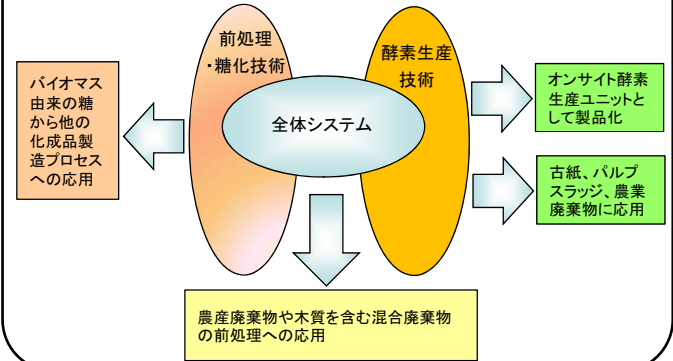 前処理
・糖化技術
酵素生産
技術
全体システム
バイオマス
由来の糖
から他の
化成品製
造プロセス
への応用
オンサイト酵素
生産ユニットと
して製品化
古紙、パルプ
スラッジ、農業
廃棄物に応用
農産廃棄物や木質を含む混合廃棄物
の前処理への応用